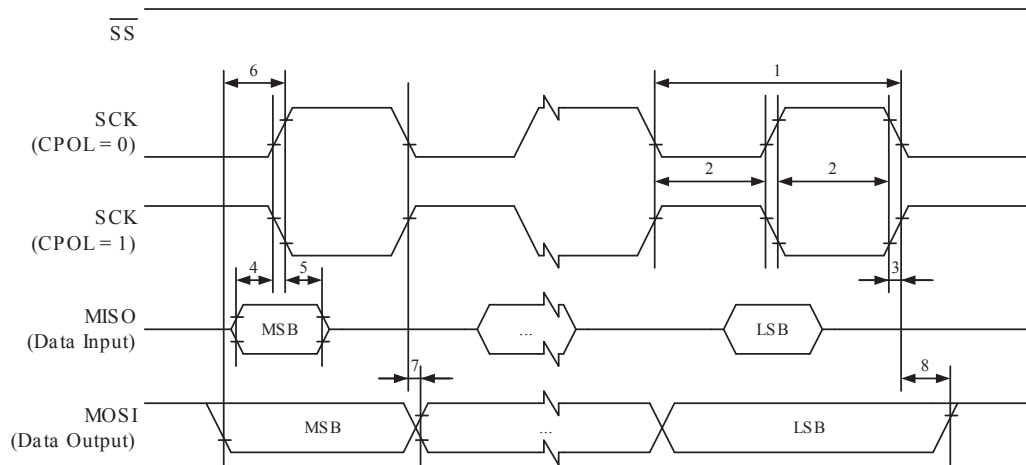 SS
6
1
SCK
(CPOL = 0)
2
2
SCK
(CPOL = 1)
4
5
3
MISO
(Data Input)
MSB
...
LSB
7
8
MOSI
(Data Output)
MSB
...
LSB